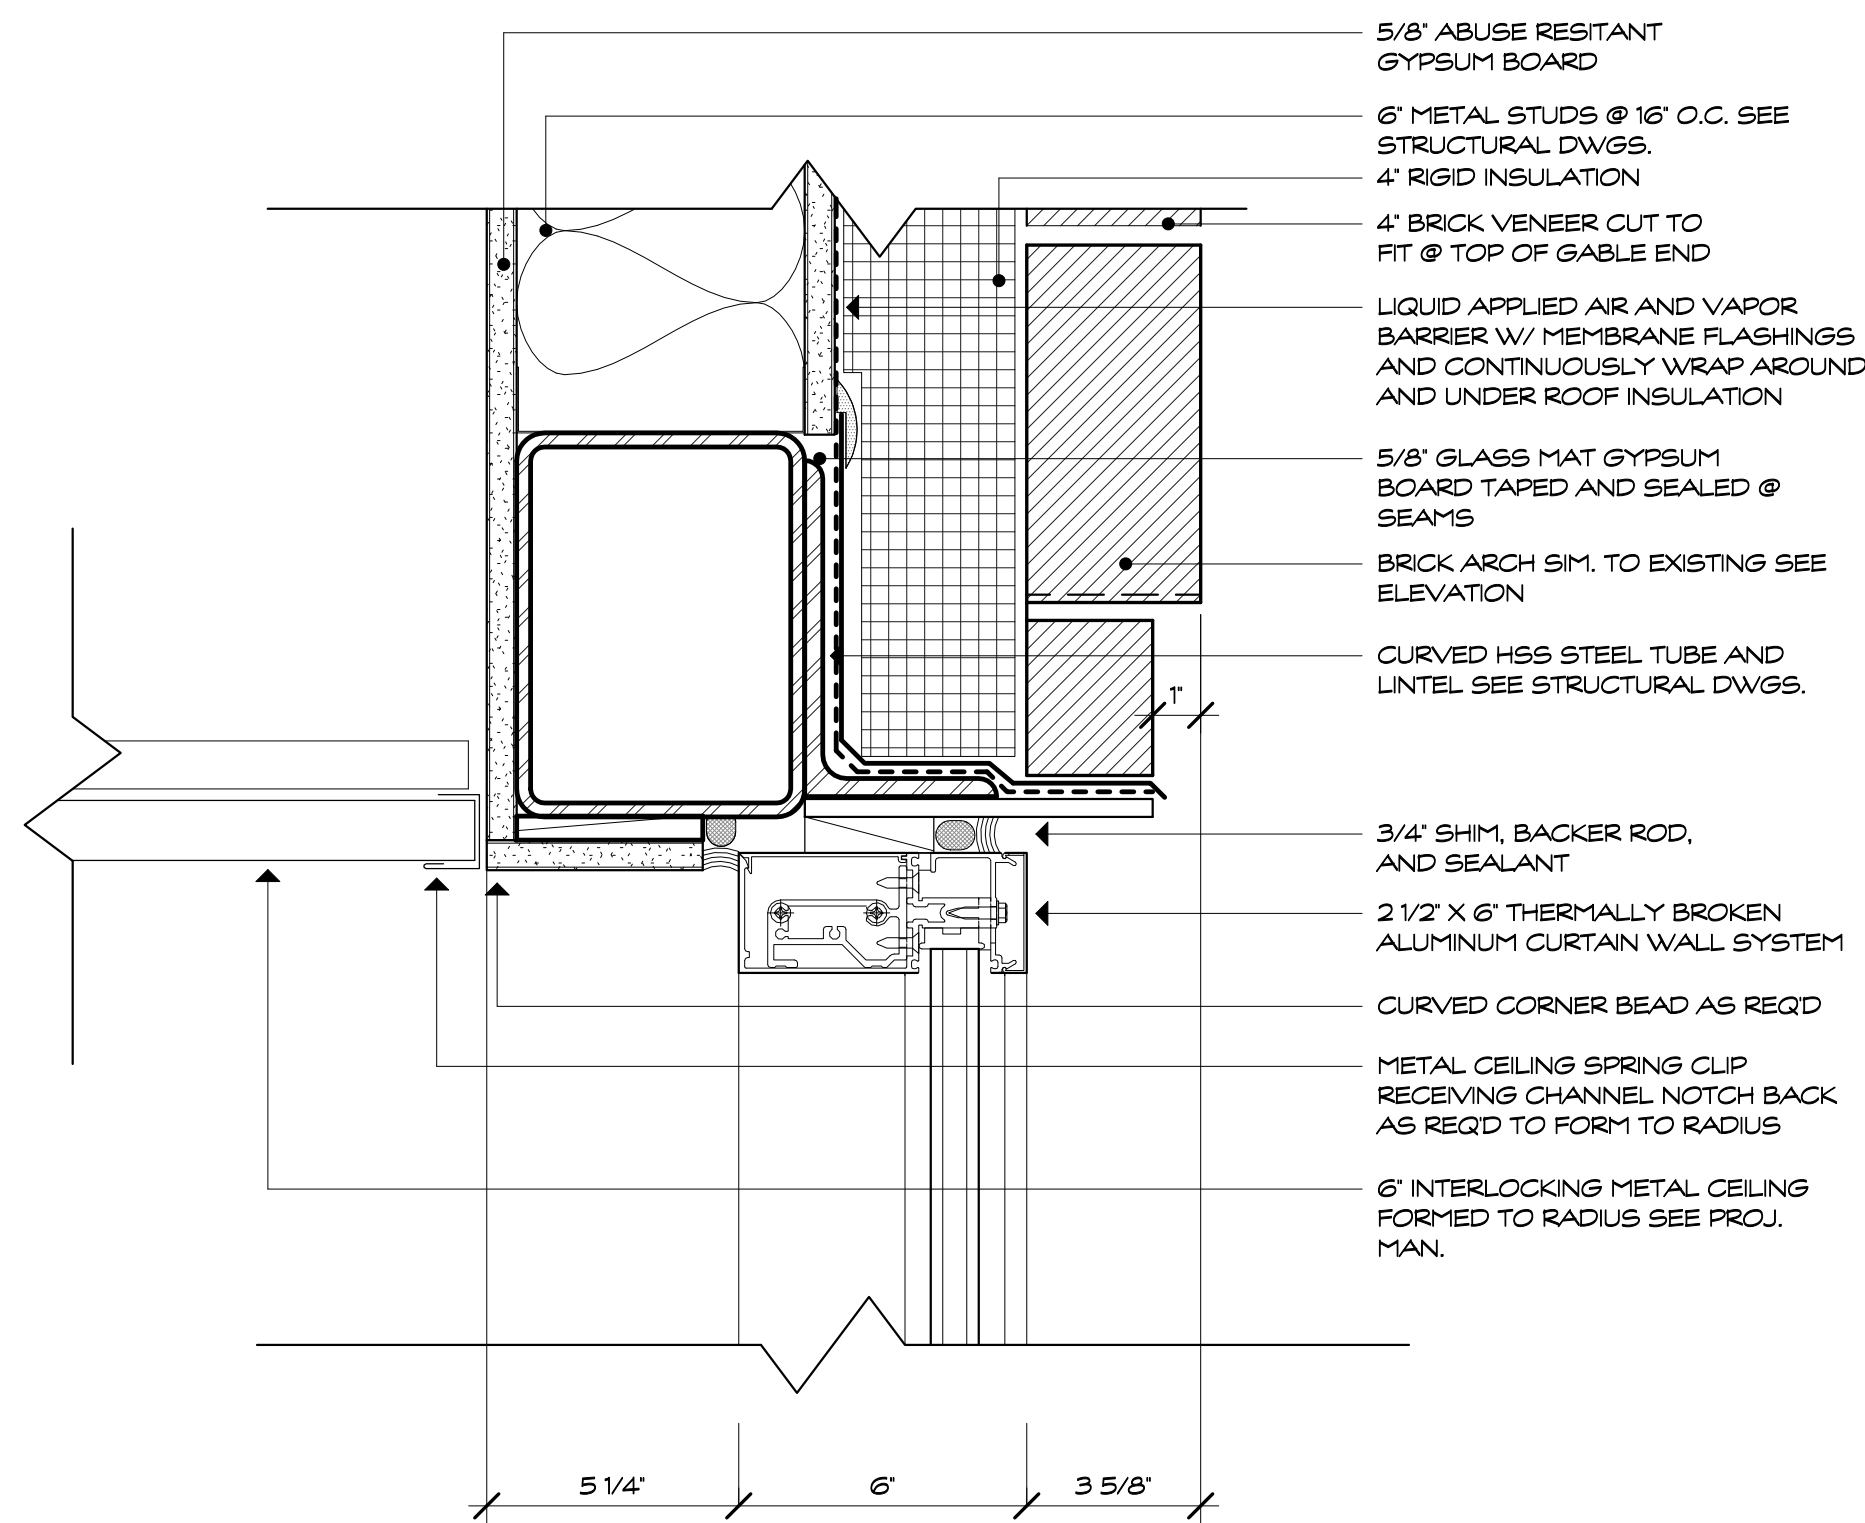 5/8" ABUSE RESITANT
GYPSUM BOARD
6" METAL STUDS @ 16" O.C. SEE
STRUCTURAL DWGS.
4" RIGID INSULATION
4" BRICK VENEER CUT TO
FIT @ TOP OF GABLE END
LIQUID APPLIED AIR AND VAPOR
BARRIER W/ MEMBRANE FLASHINGS
AND CONTINUOUSLY WRAP AROUND
AND UNDER ROOF INSULATION
5/8" GLASS MAT GYPSUM
BOARD TAPED AND SEALED @
SEAMS
BRICK ARCH SIM. TO EXISTING SEE
ELEVATION
CURVED HSS STEEL TUBE AND
LINTEL SEE STRUCTURAL DWGS.
1"
3/4" SHIM, BACKER ROD,
AND SEALANT
2 1/2" X 6" THERMALLY BROKEN
ALUMINUM CURTAIN WALL SYSTEM
CURVED CORNER BEAD AS REQ'D
METAL CEILING SPRING CLIP
RECEIVING CHANNEL NOTCH BACK
AS REQ'D TO FORM TO RADIUS
6" INTERLOCKING METAL CEILING
FORMED TO RADIUS SEE PROJ.
MAN.
5 1/4" 6" 3 5/8"